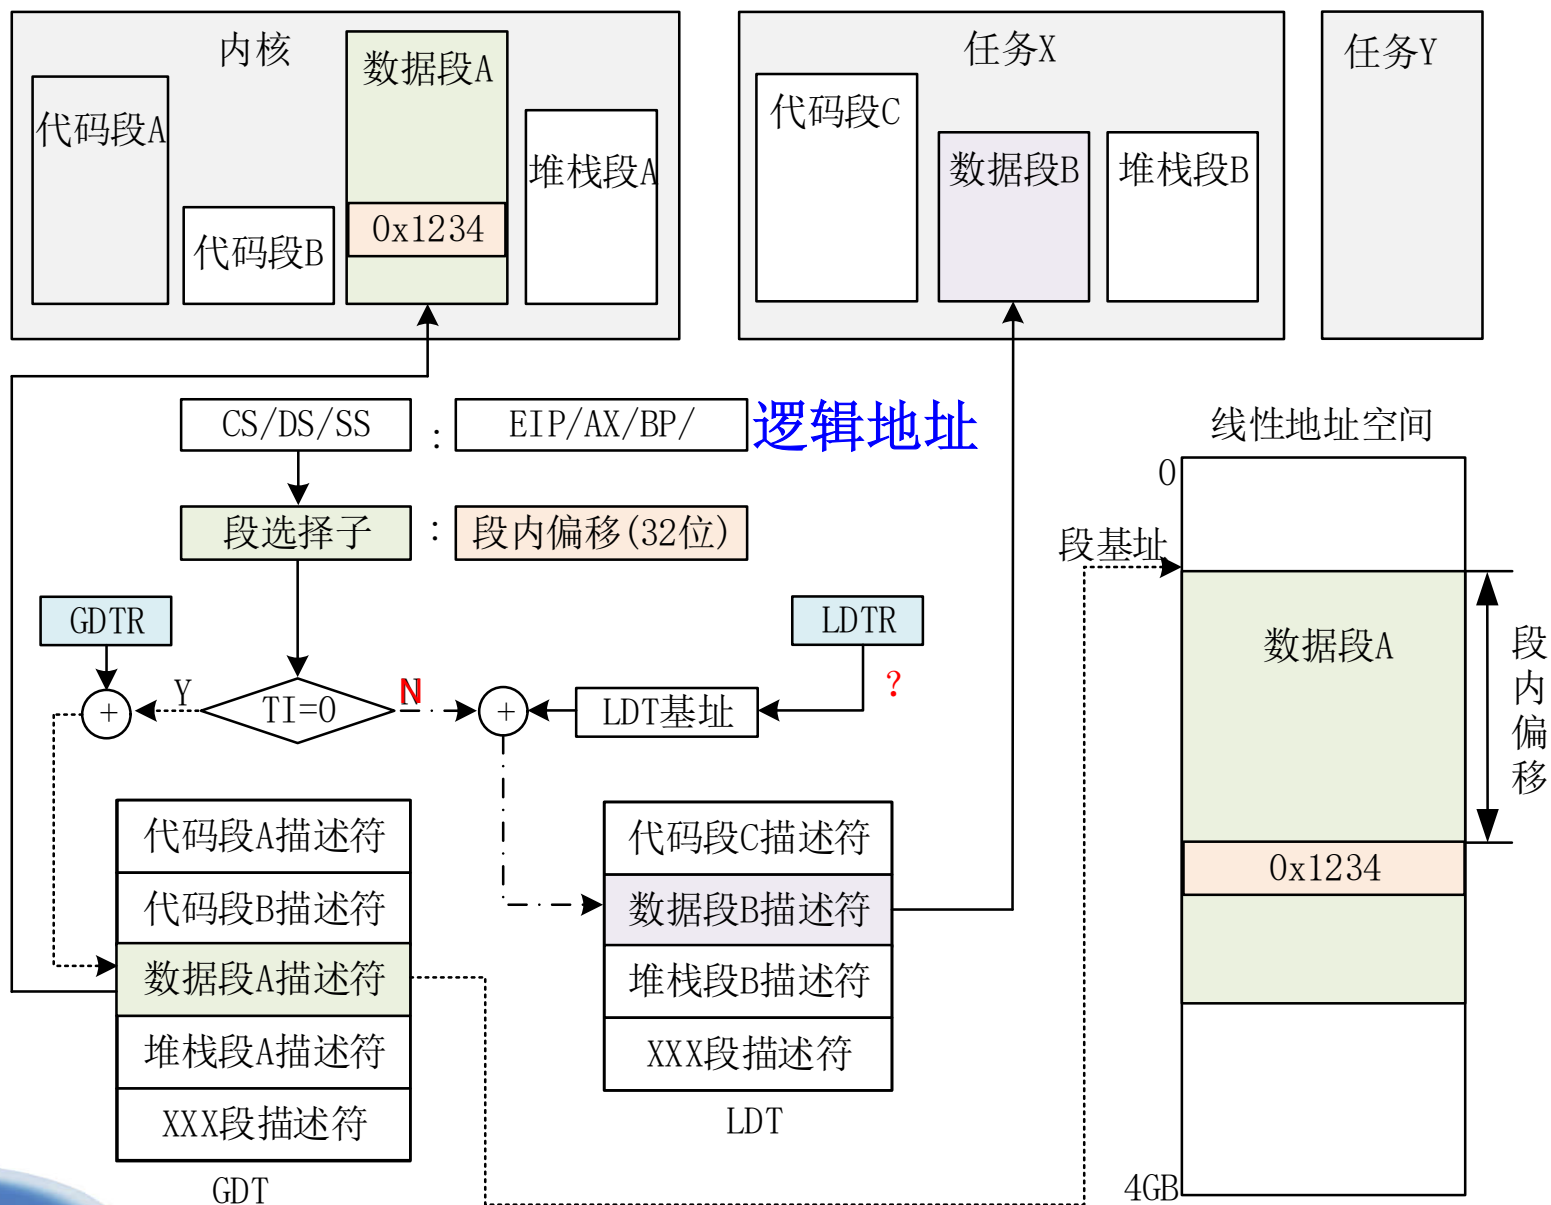 内核
数据段A
代码段A
代码段B
0x1234
堆栈段A
任务X
代码段C
数据段B
堆栈段B
任务Y
CS/DS/SS
:
EIP/AX/BP/
逻辑地址
段选择子
:
段内偏移(32位)
GDTR
LDTR
?
Y
TI=0
N
+
+
LDT基址
代码段A描述符
代码段B描述符
数据段A描述符
堆栈段A描述符
XXX段描述符
GDT
代码段C描述符
数据段B描述符
堆栈段B描述符
XXX段描述符
LDT
线性地址空间
0
段基址
数据段A
段内偏移
0x1234
4GB